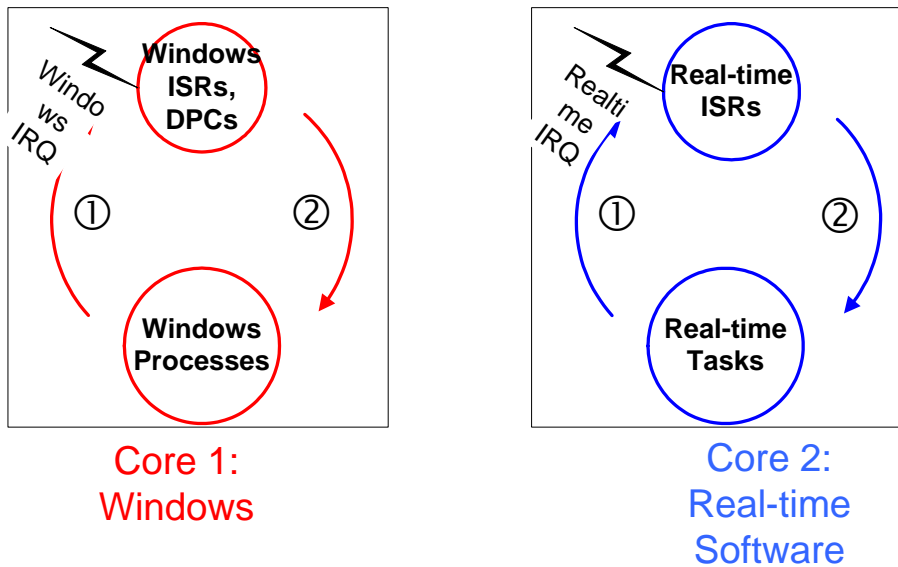 Windows
ISRs,
DPCs
Windo
ws
IRQ
①
②
Windows
Processes
Core 1:
Windows
Real-time
ISRs
Realti
me
IRQ
①
②
Real-time
Tasks
Core 2:
Real-time
Software